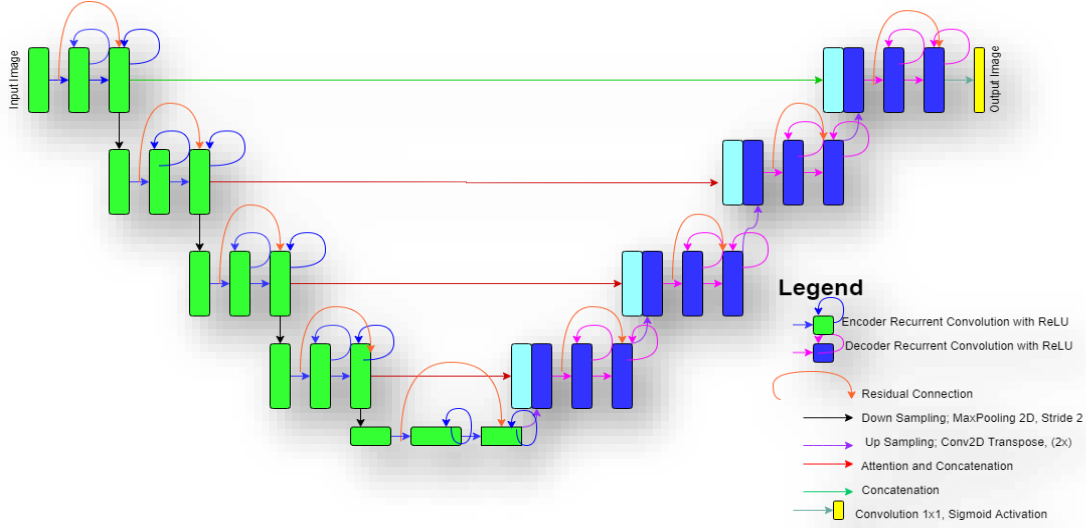 Input Image
Output Image
Legend
Encoder Recurrent Convolution with ReLU
Decoder Recurrent Convolution with ReLU
Residual Connection
Down Sampling; MaxPooling 2D, Stride 2
Up Sampling; Conv2D Transpose, (2x)
Attention and Concatenation
Concatenation
Convolution 1x1, Sigmoid Activation